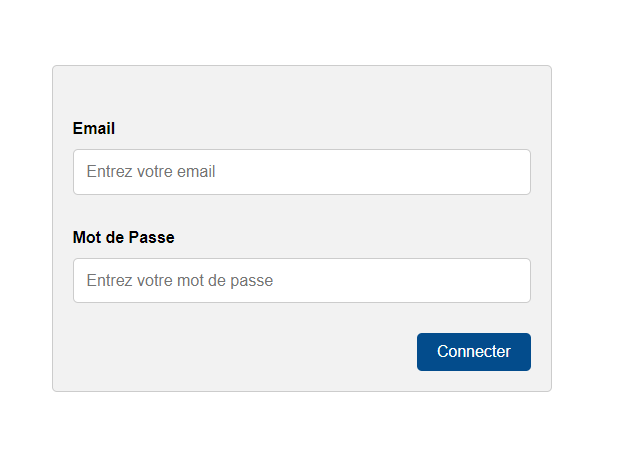 Email
Entrez votre email
Mot de Passe
Entrez votre mot de passe
Connecter